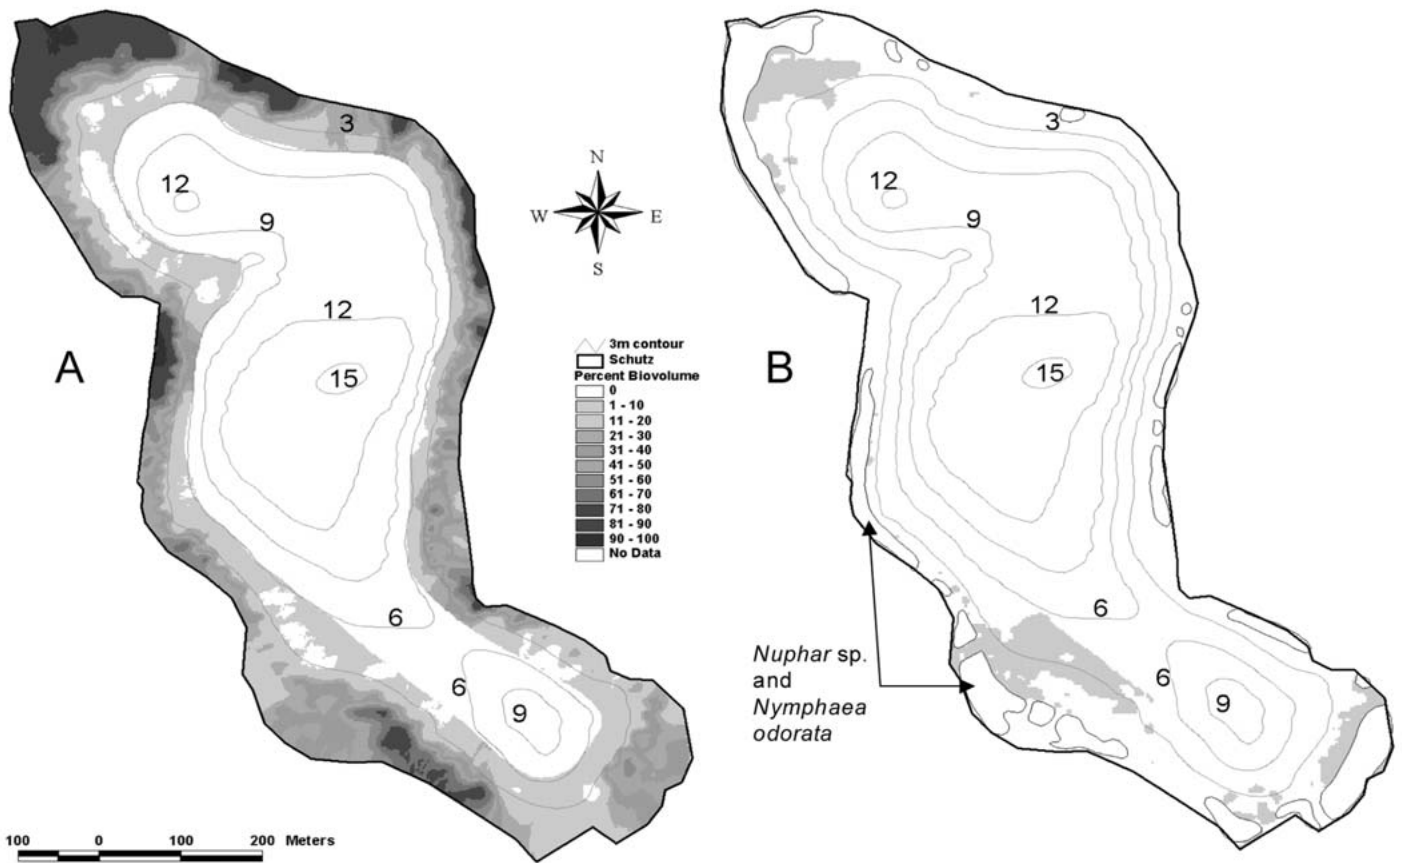 3
12
9
12
15
6
6
9
A
N
W E
S
3m contour
Schutz
Percent Biovolume
0
1 - 10
11 - 20
21 - 30
31 - 40
41 - 50
51 - 60
61 - 70
71 - 80
81 - 90
90 - 100
No Data
100 0 100 200 Meters
B
3
12
9
12
15
6
6
9
Nuphar sp.
and
Nymphaea
odorata